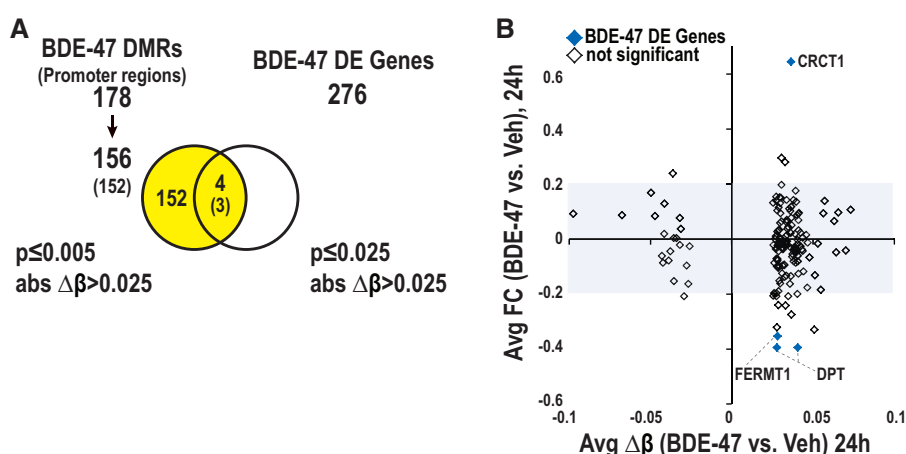 A
BDE-47 DMRs
(Promoter regions)
178
156
(152)
BDE-47 DE Genes
276
152
4
(3)
p≤0.005
abs Δβ>0.025
p≤0.025
abs Δβ>0.025
B
BDE-47 DE Genes
not significant
CRCT1
FERMT1
DPT
Avg FC (BDE-47 vs. Veh), 24h
0.6
0.4
0.2
0
-0.2
-0.4
-0.6
-0.1
-0.05
0
0.05
0.1
Avg Δβ (BDE-47 vs. Veh) 24h